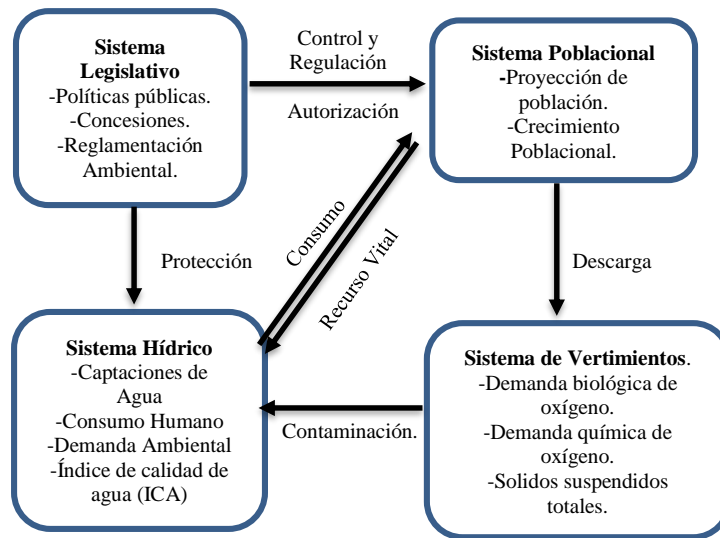 Sistema
Legislativo
-Políticas públicas.
-Concesiones.
-Reglamentación
Ambiental.
Control y
Regulación
Autorización
Sistema Poblacional
-Proyección de
población.
-Crecimiento
Poblacional.
Protección
Consumo
Recurso Vital
Descarga
Sistema Hídrico
-Captaciones de
Agua
-Consumo Humano
-Demanda Ambiental
-Índice de calidad de
agua (ICA)
Contaminación.
Sistema de Vertimientos.
-Demanda biológica de
oxígeno.
-Demanda química de
oxígeno.
-Solidos suspendidos
totales.